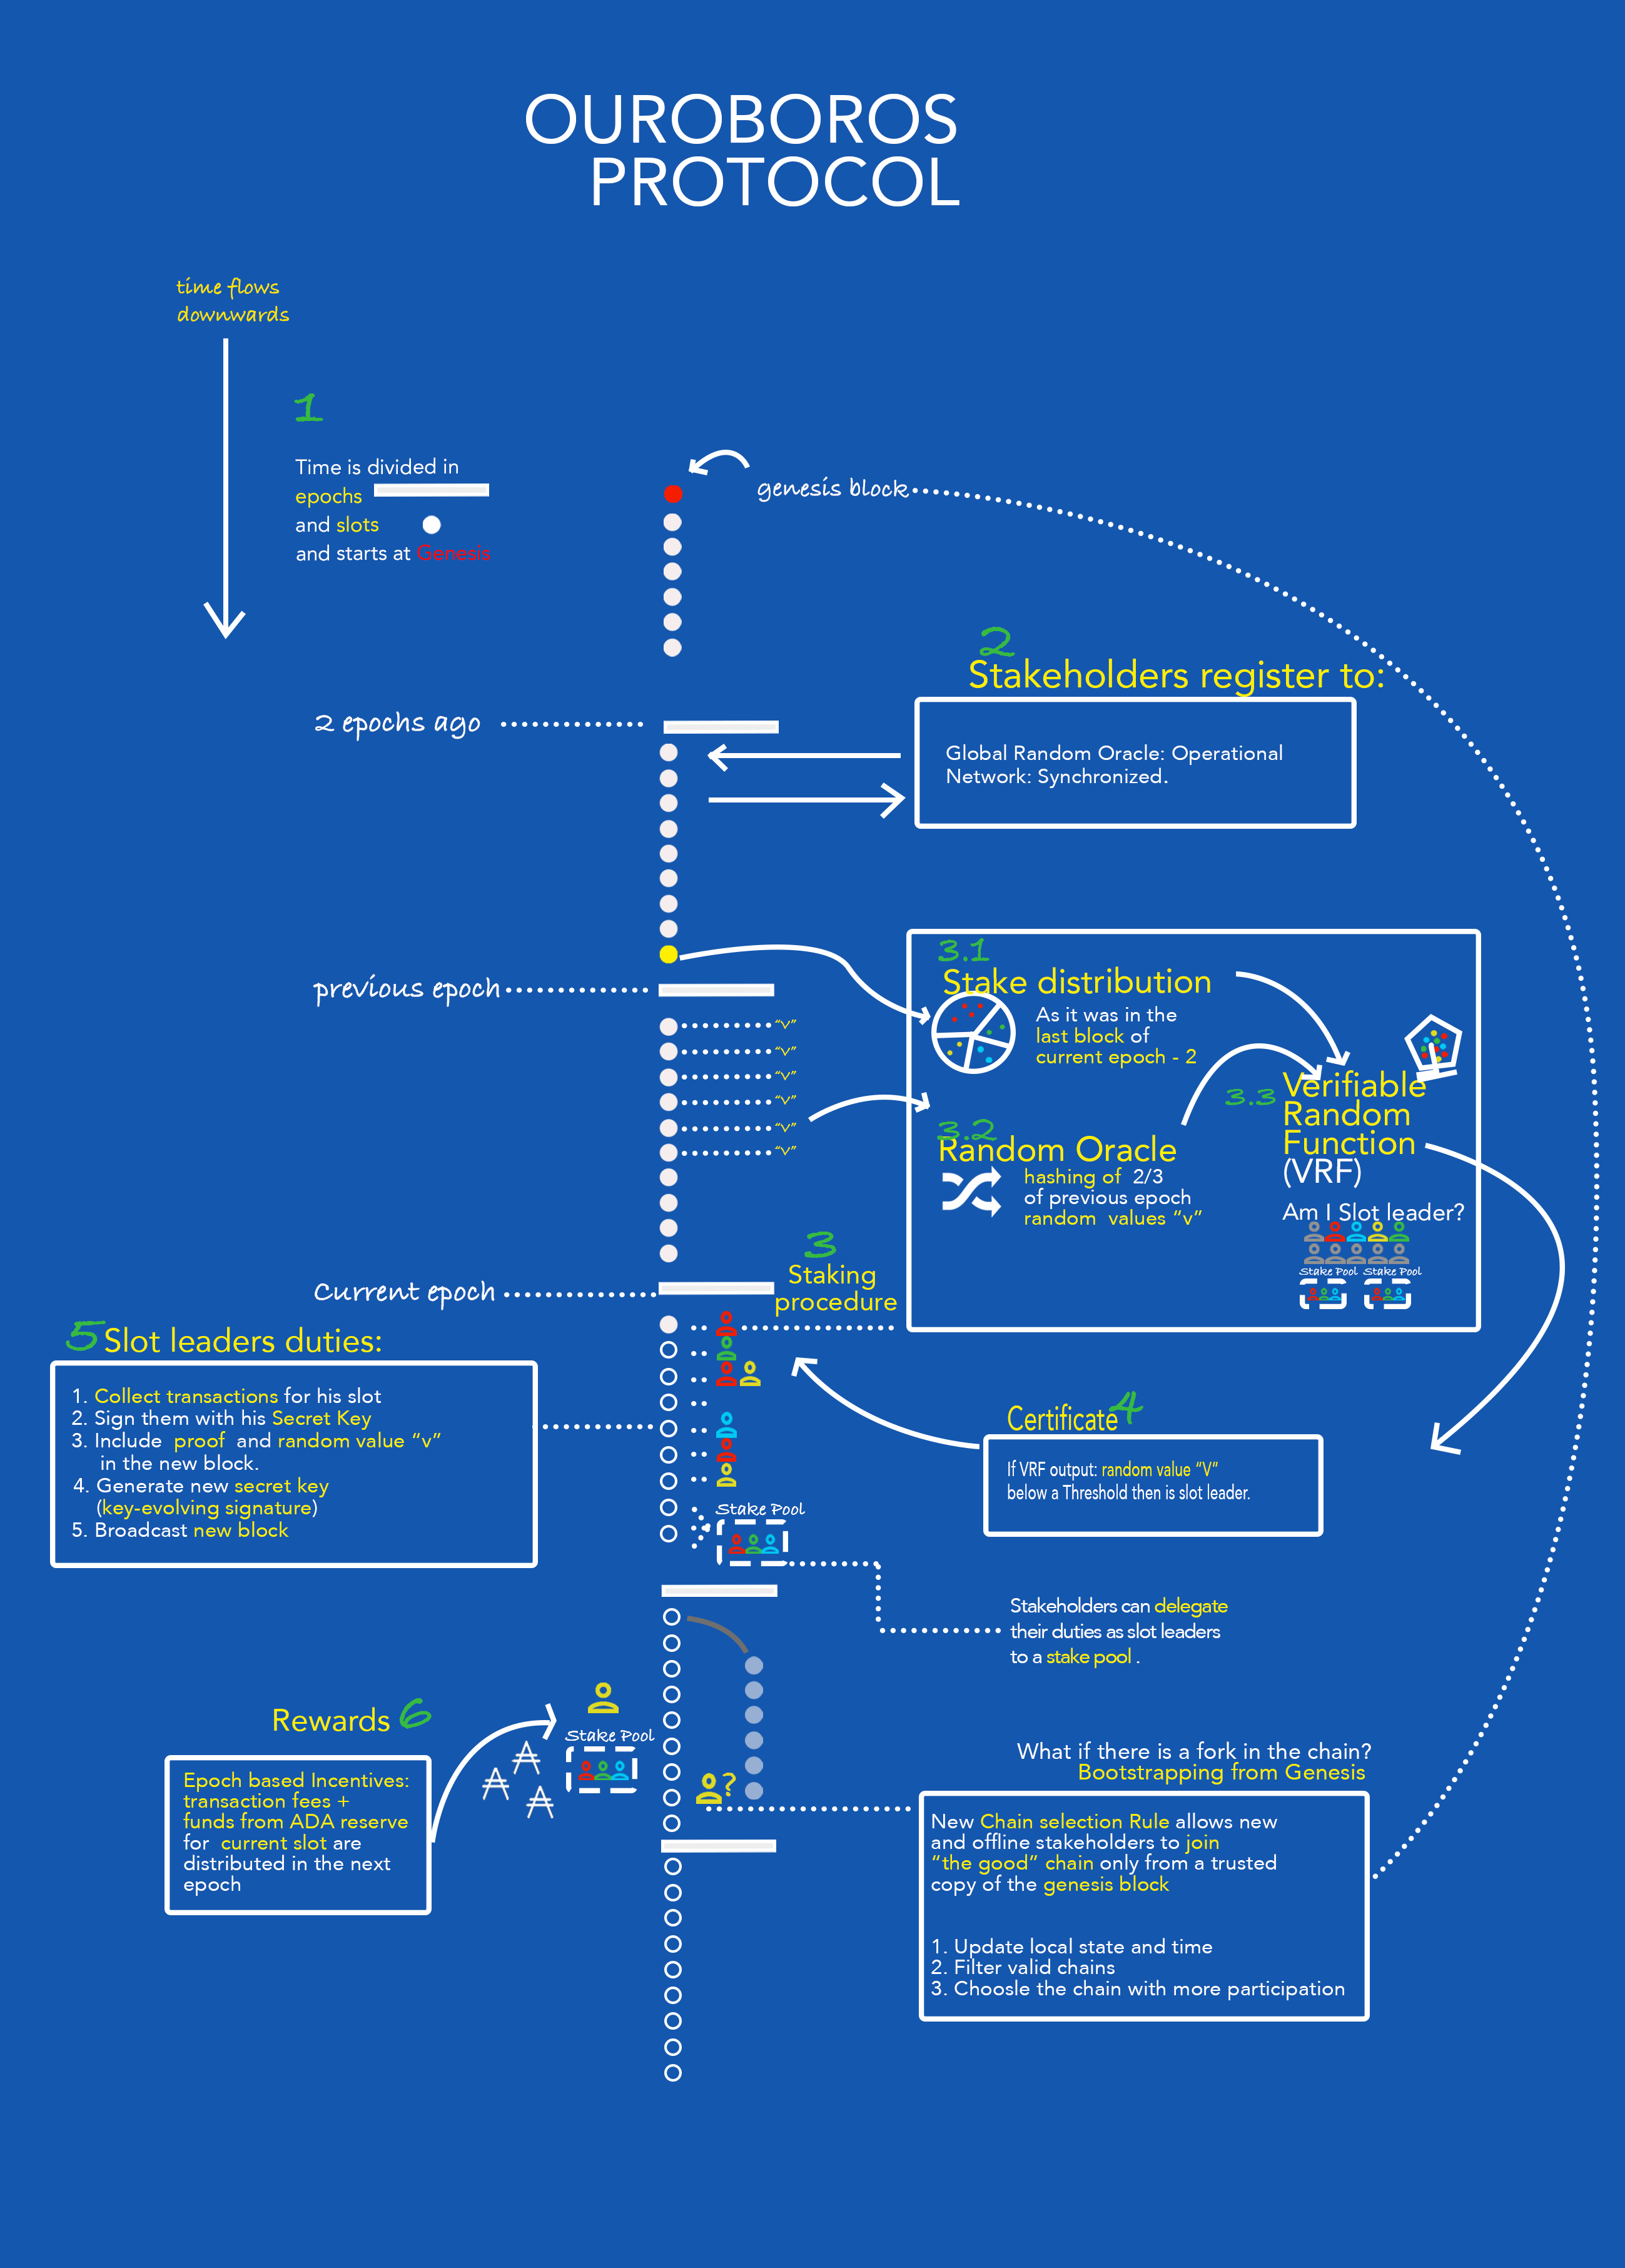 OUROBOROS
PROTOCOL
time flows
downwards
1
Time is divided in
epochs
and slots
and starts at Genesis
genesis block
2
Stakeholders register to:
2 epochs ago
Global Random Oracle: Operational
Network: Synchronized.
previous epoch
"v"
"v"
"v"
"v"
"v"
"v"
3.1
Stake distribution
As it was in the
last block of
current epoch - 2
3.2
Random Oracle
hashing of 2/3
of previous epoch
random values "v"
3.3
Verifiable
Random
Function
(VRF)
Am I Slot leader?
Stake Pool
Stake Pool
3
Staking
procedure
Current epoch
5 Slot leaders duties:
1. Collect transactions for his slot
2. Sign them with his Secret Key
3. Include proof and random value "v"
in the new block.
4. Generate new secret key
(key-evolving signature)
5. Broadcast new block
Certificate 4
If VRF output: random value "V"
below a Threshold then is slot leader.
Stake Pool
Stakeholders can delegate
their duties as slot leaders
to a stake pool .
Rewards 6
Epoch based Incentives:
transaction fees +
funds from ADA reserve
for current slot are
distributed in the next
epoch
Stake Pool
?
What if there is a fork in the chain?
Bootstrapping from Genesis
New Chain selection Rule allows new
and offline stakeholders to join
"the good" chain only from a trusted
copy of the genesis block
1. Update local state and time
2. Filter valid chains
3. Choosle the chain with more participation